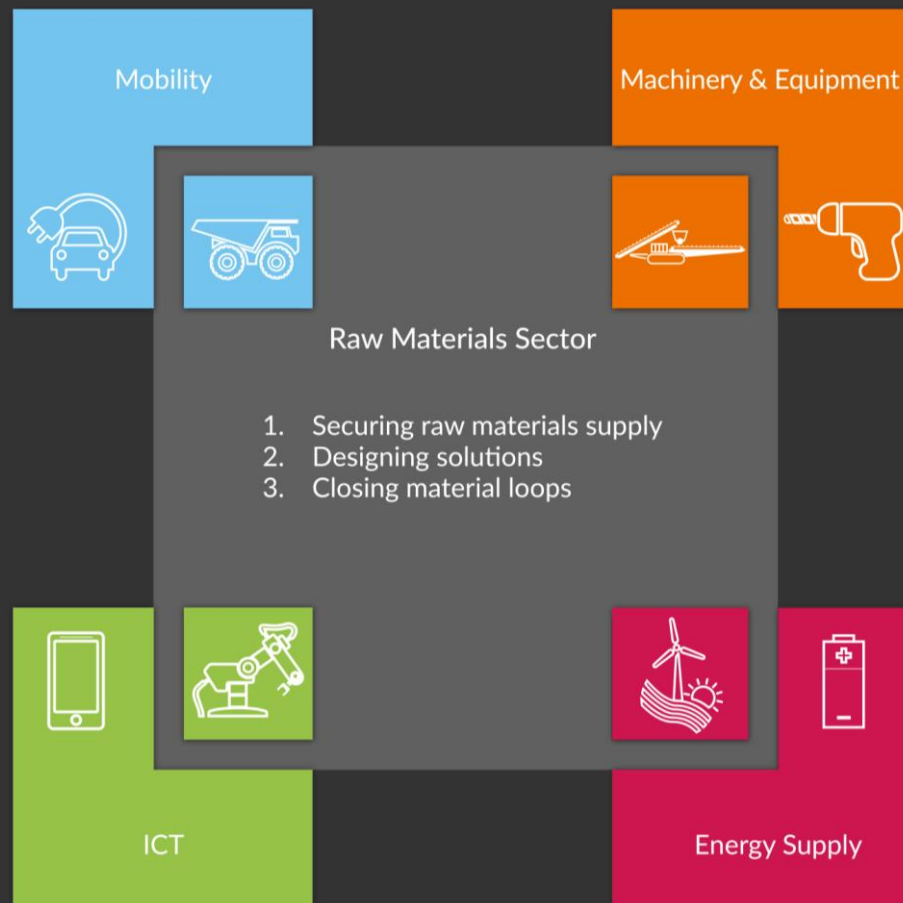 Mobility
Machinery & Equipment
Raw Materials Sector
1. Securing raw materials supply
2. Designing solutions
3. Closing material loops
ICT
Energy Supply